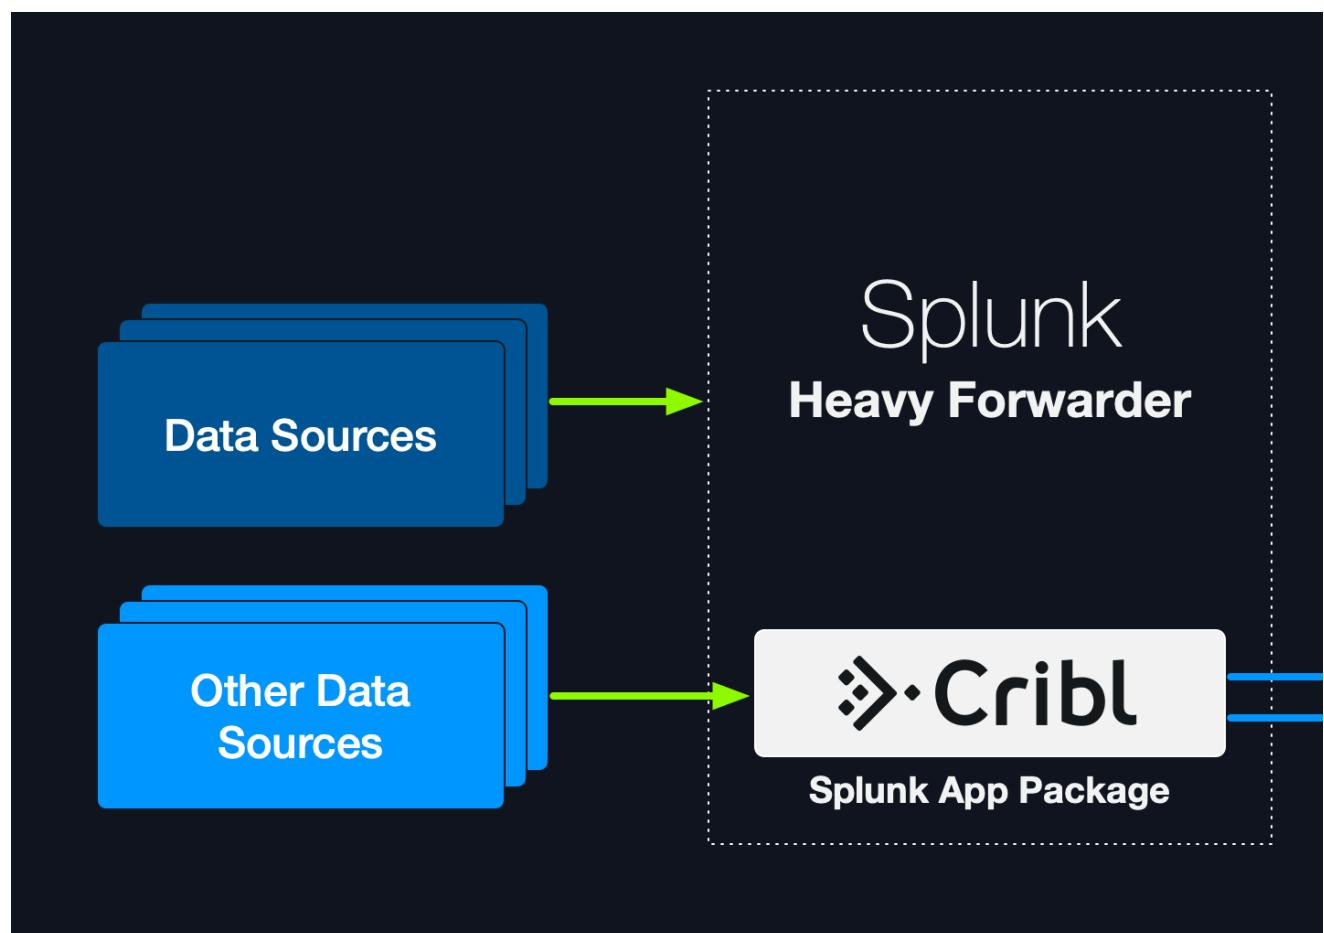 Splunk
Heavy Forwarder
Data Sources
Other Data
Sources
Cribl
Splunk App Package